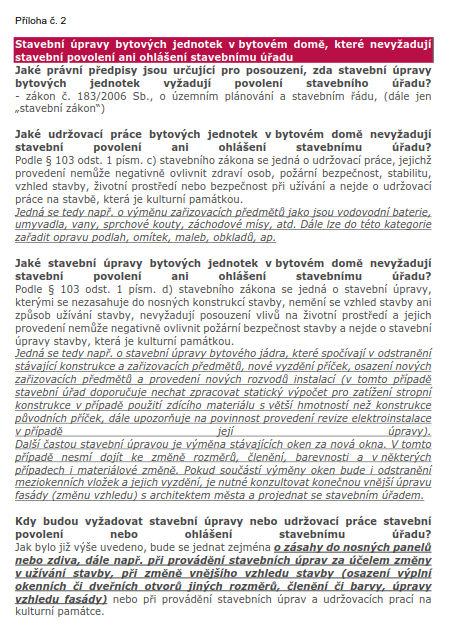 Příloha č. 2
Stavební úpravy bytových jednotek v bytovém domě, které nevyžadují
stavební povolení ani ohlášení stavebnímu úřadu
Jaké právní předpisy jsou určující pro posouzení, zda stavební úpravy
bytových jednotek vyžadují povolení stavebního úřadu?
- zákon č. 183/2006 Sb., o územním plánování a stavebním řádu, (dále jen
„stavební zákon“)
Jaké udržovací práce bytových jednotek v bytovém domě nevyžadují
stavební povolení ani ohlášení stavebnímu úřadu?
Podle § 103 odst. 1 písm. c) stavebního zákona se jedná o udržovací práce, jejichž
provedení nemůže negativně ovlivnit zdraví osob, požární bezpečnost, stabilitu,
vzhled stavby, životní prostředí nebo bezpečnost při užívání a nejde o udržovací
práce na stavbě, která je kulturní památkou.
Jedná se tedy např. o výměnu zařizovacích předmětů jako jsou vodovodní baterie,
umyvadla, vany, sprchové kouty, záchodové mísy, atd. Dále lze do této kategorie
zařadit opravu podlah, omítek, maleb, obkladů, ap.
Jaké stavební úpravy bytových jednotek v bytovém domě nevyžadují
stavební povolení ani ohlášení stavebnímu úřadu?
Podle § 103 odst. 1 písm. d) stavebního zákona se jedná o stavební úpravy,
kterými se nezasahuje do nosných konstrukcí stavby, nemění se vzhled stavby ani
způsob užívání stavby, nevyžadují posouzení vlivů na životní prostředí a jejich
provedení nemůže negativně ovlivnit požární bezpečnost stavby a nejde o stavební
úpravy stavby, která je kulturní památkou.
Jedná se tedy např. o stavební úpravy bytového jádra, které spočívají v odstranění
stávající konstrukce a zařizovacích předmětů, nové vyzdění příček, osazení nových
zařizovacích předmětů a provedení nových rozvodů instalací (v tomto případě
stavební úřad doporučuje nechat zpracovat statický výpočet pro zatížení stropní
konstrukce v případě použití zdícího materiálu s větší hmotností než konstrukce
původních příček, dále upozorňuje na povinnost provedení revize elektroinstalace
v případě její úpravy).
Další častou stavební úpravou je výměna stávajících oken za nová okna. V tomto
případě nesmí dojít ke změně rozměrů, členění, barevnosti a v některých
případech i materiálové změně. Pokud součástí výměny oken bude i odstranění
meziokenních vložek a jejich vyzdění, je nutné konzultovat konečnou vnější úpravu
fasády (změnu vzhledu) s architektem města a projednat se stavebním úřadem.
Kdy budou vyžadovat stavební úpravy nebo udržovací práce stavební
povolení nebo ohlášení stavebnímu úřadu?
Jak bylo již výše uvedeno, bude se jednat zejména o zásahy do nosných panelů
nebo zdiva, dále např. při provádění stavebních úprav za účelem změny
v užívání stavby, při změně vnějšího vzhledu stavby (osazení výplní
okenních či dveřních otvorů jiných rozměrů, členění či barvy, úpravy
vzhledu fasády) nebo při provádění stavebních úprav a udržovacích prací na
kulturní památce.